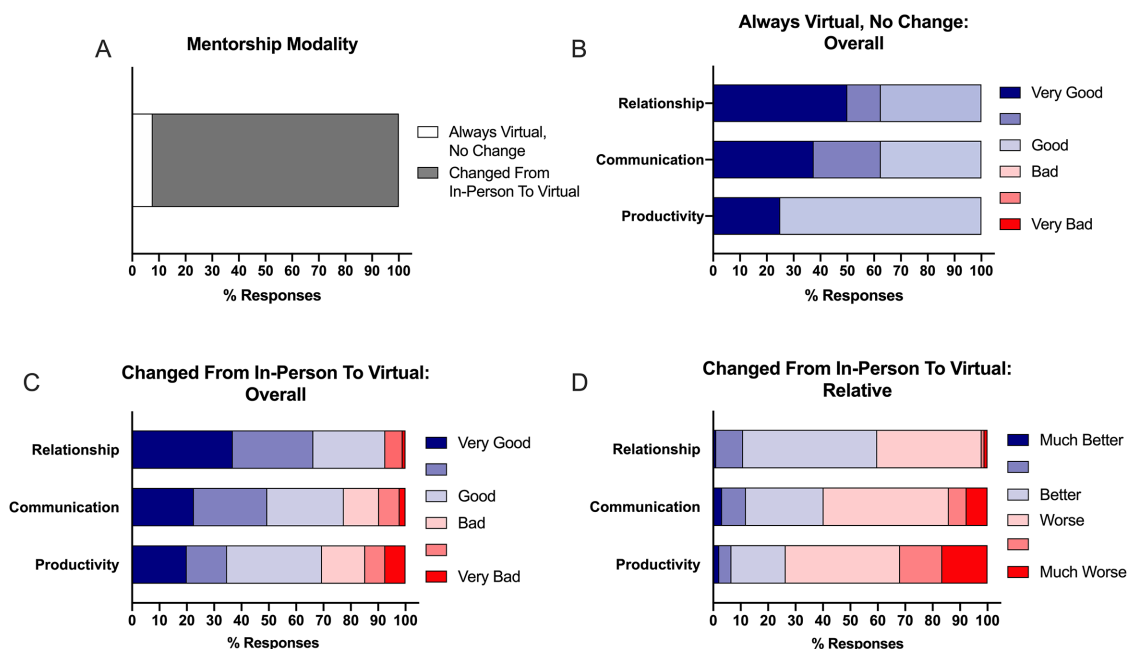 A
Mentorship Modality
0 10 20 30 40 50 60 70 80 90 100
% Responses
Always Virtual,
No Change
Changed From
In-Person To Virtual
B
Always Virtual, No Change:
Overall
Relationship
Communication
Productivity
0 10 20 30 40 50 60 70 80 90 100
% Responses
Very Good
Good
Bad
Very Bad
C
Changed From In-Person To Virtual:
Overall
Relationship
Communication
Productivity
0 10 20 30 40 50 60 70 80 90 100
% Responses
Very Good
Good
Bad
Very Bad
D
Changed From In-Person To Virtual:
Relative
Relationship
Communication
Productivity
0 10 20 30 40 50 60 70 80 90 100
% Responses
Much Better
Better
Worse
Much Worse